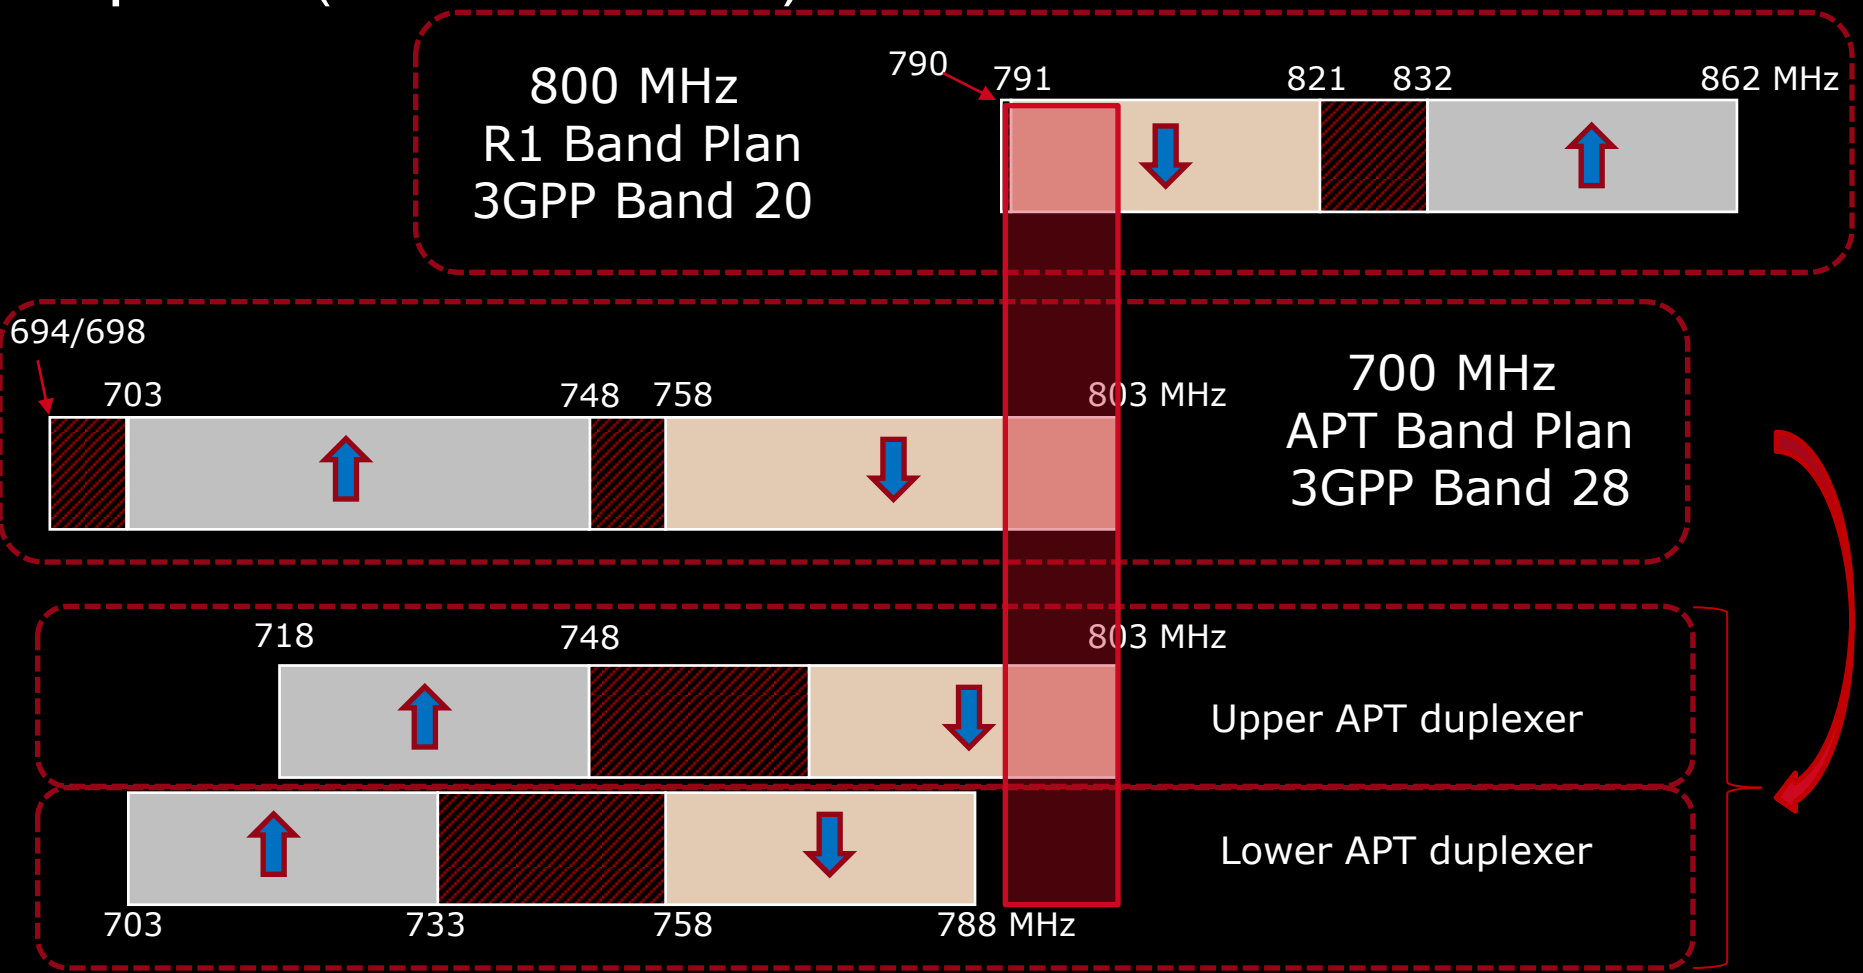 790
791
821
832
862 MHz
800 MHz
R1 Band Plan
3GPP Band 20
694/698
703
748
758
803 MHz
700 MHz
APT Band Plan
3GPP Band 28
718
748
803 MHz
Upper APT duplexer
Lower APT duplexer
703
733
758
788 MHz